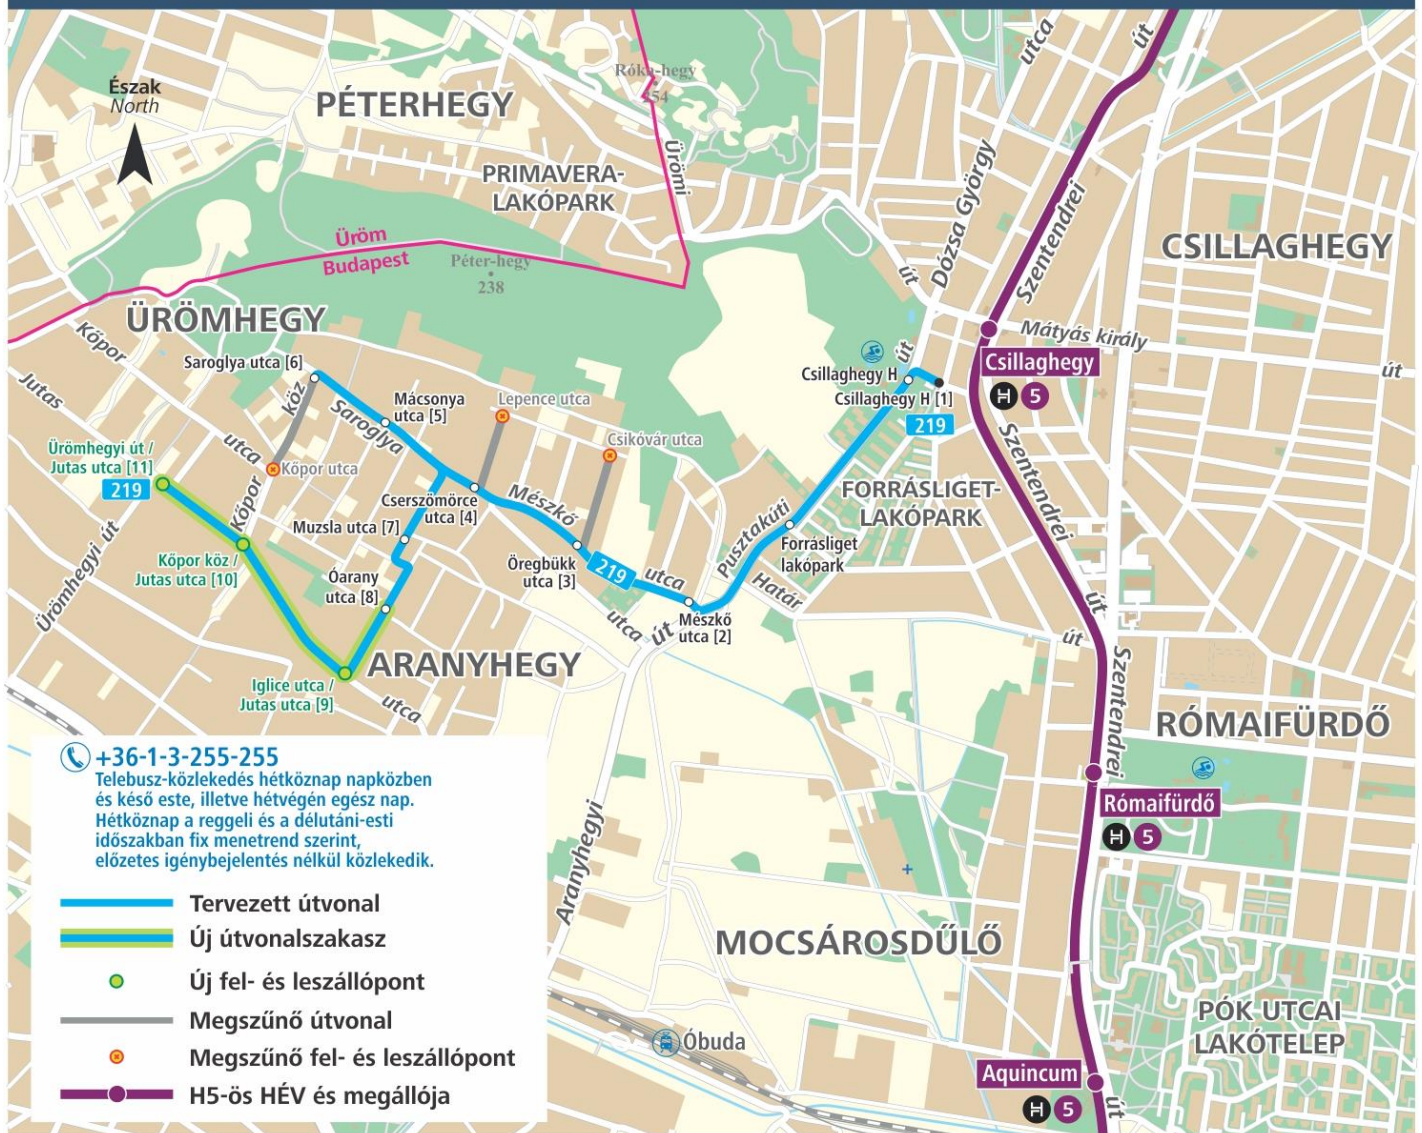 Észak
North
PÉTERHEGY
Róka-hegy
254
utca
út
PRIMAVERA-
LAKÓPARK
Ürömi
Dózsa György
Szentendrei
CSILLAGHEGY
Üröm
Budapest
Péter-hegy
238
út
ÜRÖMHEGY
Kőpor
Mátyás király
út
Saroglya utca [6]
Csillaghegy
H 5
út
Csillaghegy H
Csillaghegy H [1]
219
Jutas
köz
Saroglya
Mácsonya
utca [5]
Lepence utca
Csikóvár utca
utca
Kőpor utca
Ürömhegyi út /
Jutas utca [11]
219
Kőpor
Cserszömörce
utca [4]
Mészkő
Muzsla utca [7]
Szentendrei
FORRÁSLIGET-
LAKÓPARK
Pusztakúti
Forrásliget
lakópark
Ürömhegyi út
Kőpor köz /
Jutas utca [10]
Óarany
utca [8]
Öregbükk
utca [3]
219
utca
Határ
út
út
Mészkő
utca [2]
utca
út
ARANYHEGY
Iglice utca /
Jutas utca [9]
utca
Szentendrei
RÓMAIFÜRDŐ
Rómaifürdő
H 5
Aranyhegyi
+36-1-3-255-255
Telebusz-közlekedés hétköznap napközben
és késő este, illetve hétvégén egész nap.
Hétköznap a reggeli és a délutáni-esti
időszakban fix menetrend szerint,
előzetes igénybejelentés nélkül közlekedik.
Tervezett útvonal
Új útvonalszakasz
Új fel- és leszállópont
Megszűnő útvonal
Megszűnő fel- és leszállópont
H5-ös HÉV és megállója
MOCSÁROSDŰLŐ
PÓK UTCAI
LAKÓTELEP
Óbuda
Aquincum
H 5
út